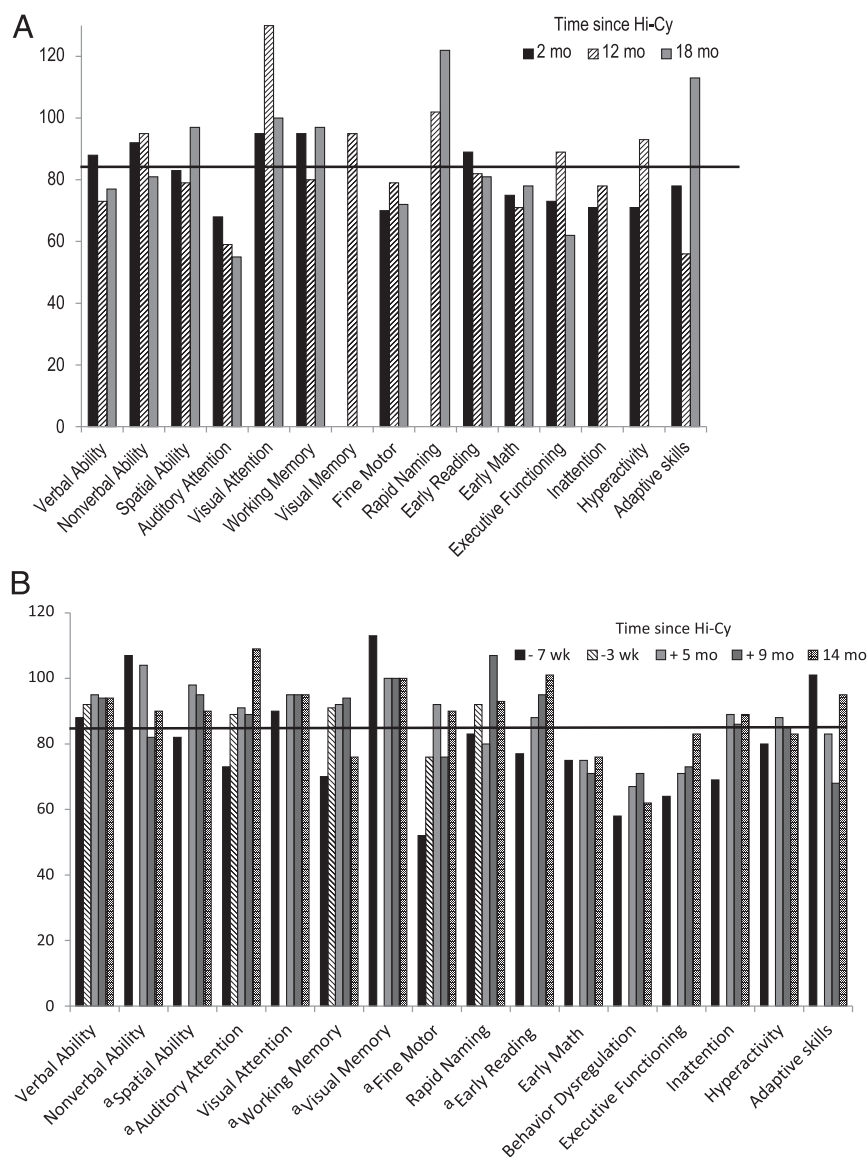 A
Time since Hi-Cy
2 mo 12 mo 18 mo
120
100
80
60
40
20
0
Verbal Ability
Nonverbal Ability
Spatial Ability
Auditory Attention
Visual Attention
Working Memory
Visual Memory
Fine Motor
Rapid Naming
Early Reading
Early Math
Executive Functioning
Inattention
Hyperactivity
Adaptive skills
B
Time since Hi-Cy
- 7 wk -3 wk + 5 mo + 9 mo 14 mo
120
100
80
60
40
20
0
Verbal Ability
Nonverbal Ability
aSpatial Ability
aAuditory Attention
Visual Attention
aWorking Memory
aVisual Memory
aFine Motor
Rapid Naming
aEarly Reading
Early Math
Behavior Dysregulation
Executive Functioning
Inattention
Hyperactivity
Adaptive skills